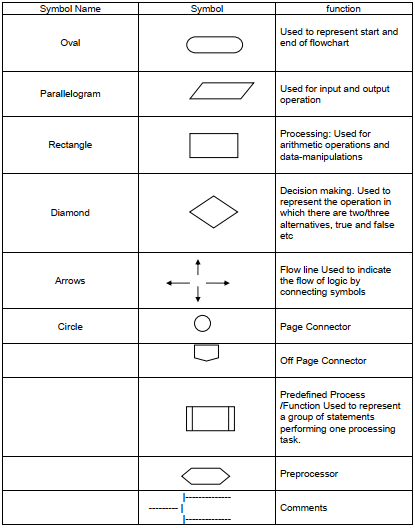 Symbol Name Symbol function
Oval
Used to represent start and
end of flowchart
Parallelogram
Used for input and output
operation
Rectangle
Processing: Used for
arithmetic operations and
data-manipulations
Diamond
Decision making. Used to
represent the operation in
which there are two/three
alternatives, true and false
etc
Arrows
Flow line Used to indicate
the flow of logic by
connecting symbols
Circle
Page Connector
Off Page Connector
Predefined Process
/Function Used to represent
a group of statements
performing one processing
task.
Preprocessor
Comments